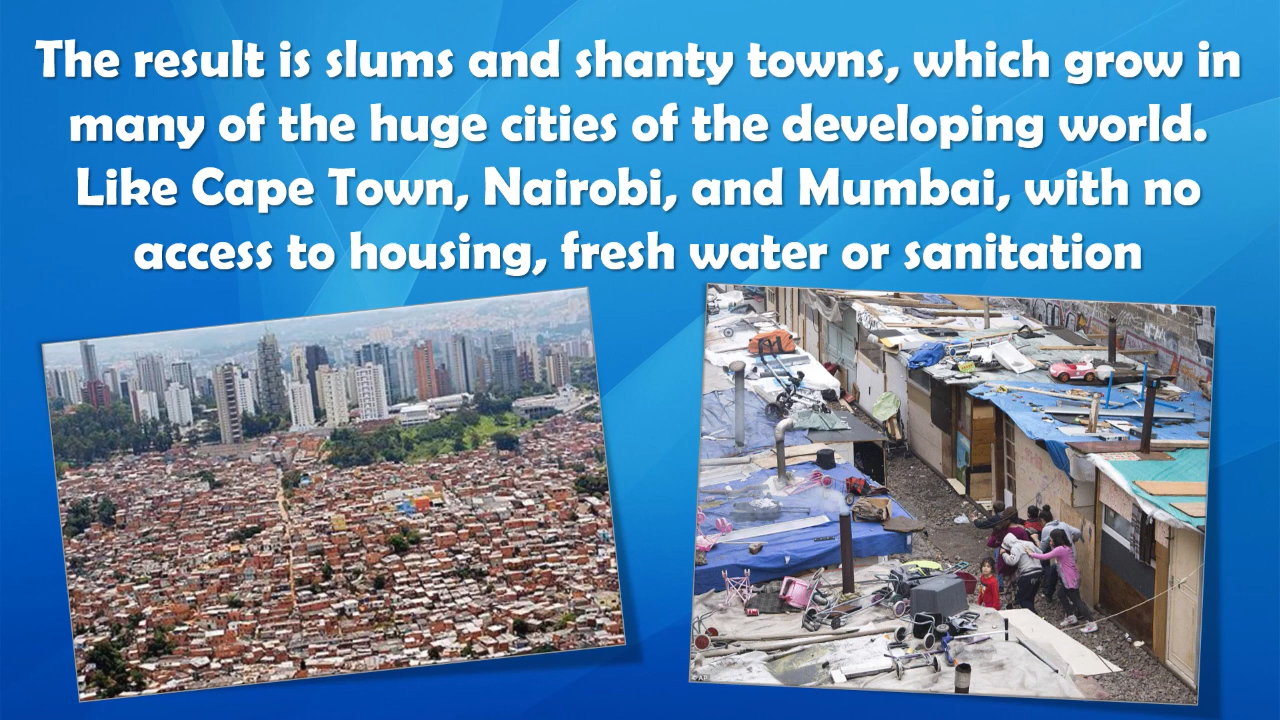 The result is slums and shanty towns, which grow in
many of the huge cities of the developing world.
Like Cape Town, Nairobi, and Mumbai, with no
access to housing, fresh water or sanitation
© AP